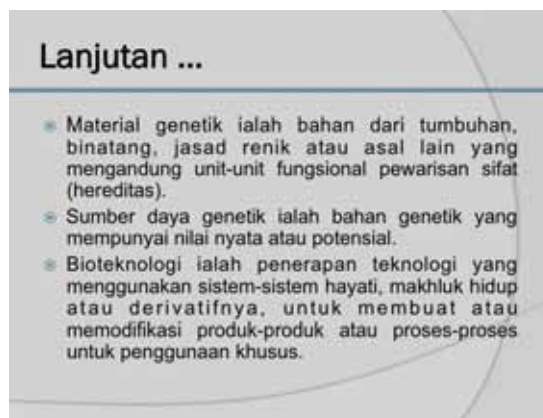 Lanjutan ...
Material genetik ialah bahan dari tumbuhan,
binatang, jasad renik atau asal lain yang
mengandung unit-unit fungsional pewarisan sifat
(hereditas).
Sumber daya genetik ialah bahan genetik yang
mempunyai nilai nyata atau potensial.
Bioteknologi ialah penerapan teknologi yang
menggunakan sistem-sistem hayati, makhluk hidup
atau derivatifnya, untuk membuat atau
memodifikasi produk-produk atau proses-proses
untuk penggunaan khusus.